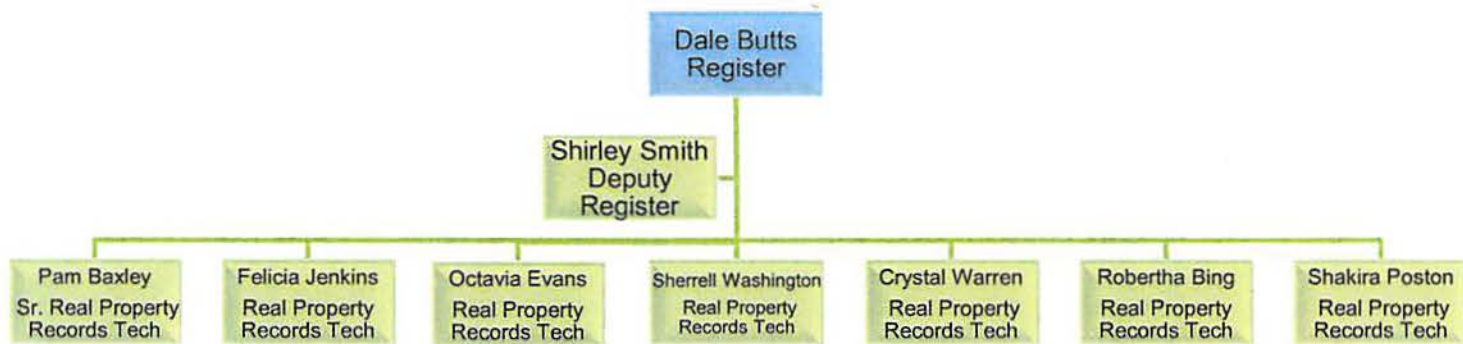 Dale Butts
Register
Shirley Smith
Deputy
Register
Pam Baxley
Sr. Real Property
Records Tech
Felicia Jenkins
Real Property
Records Tech
Octavia Evans
Real Property
Records Tech
Sherrell Washington
Real Property
Records Tech
Crystal Warren
Real Property
Records Tech
Robertha Bing
Real Property
Records Tech
Shakira Poston
Real Property
Records Tech